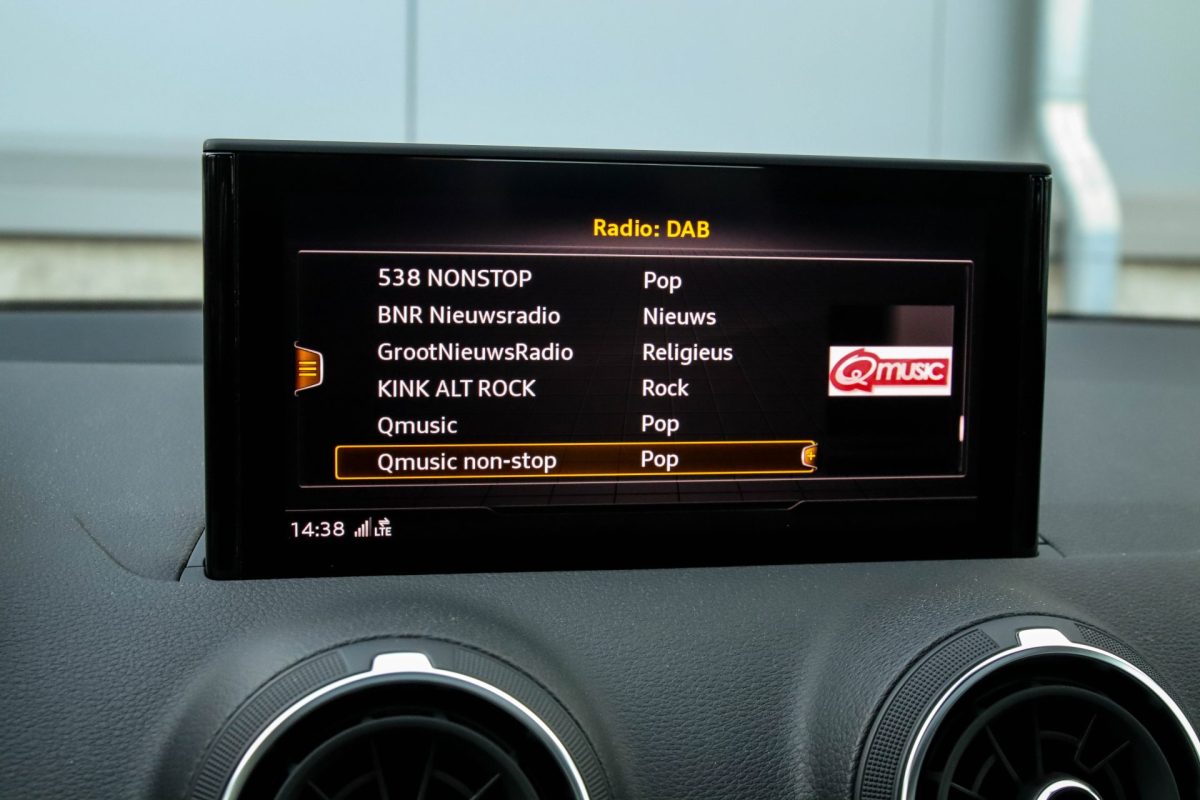 Radio: DAB
538 NONSTOP Pop
BNR Nieuwsradio Nieuws
GrootNieuwsRadio Religieus
KINK ALT ROCK Rock
Qmusic Pop
Qmusic non-stop Pop
Qmusic
14:38 LTE